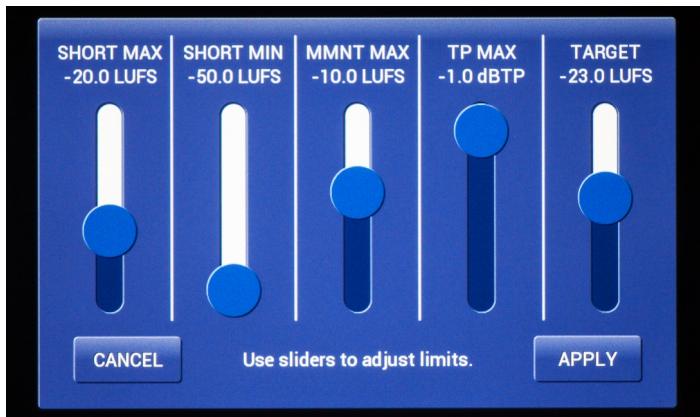 SHORT MAX
-20.0 LUFS
SHORT MIN
-50.0 LUFS
MMNT MAX
-10.0 LUFS
TP MAX
-1.0 dBTP
TARGET
-23.0 LUFS
CANCEL
Use sliders to adjust limits.
APPLY